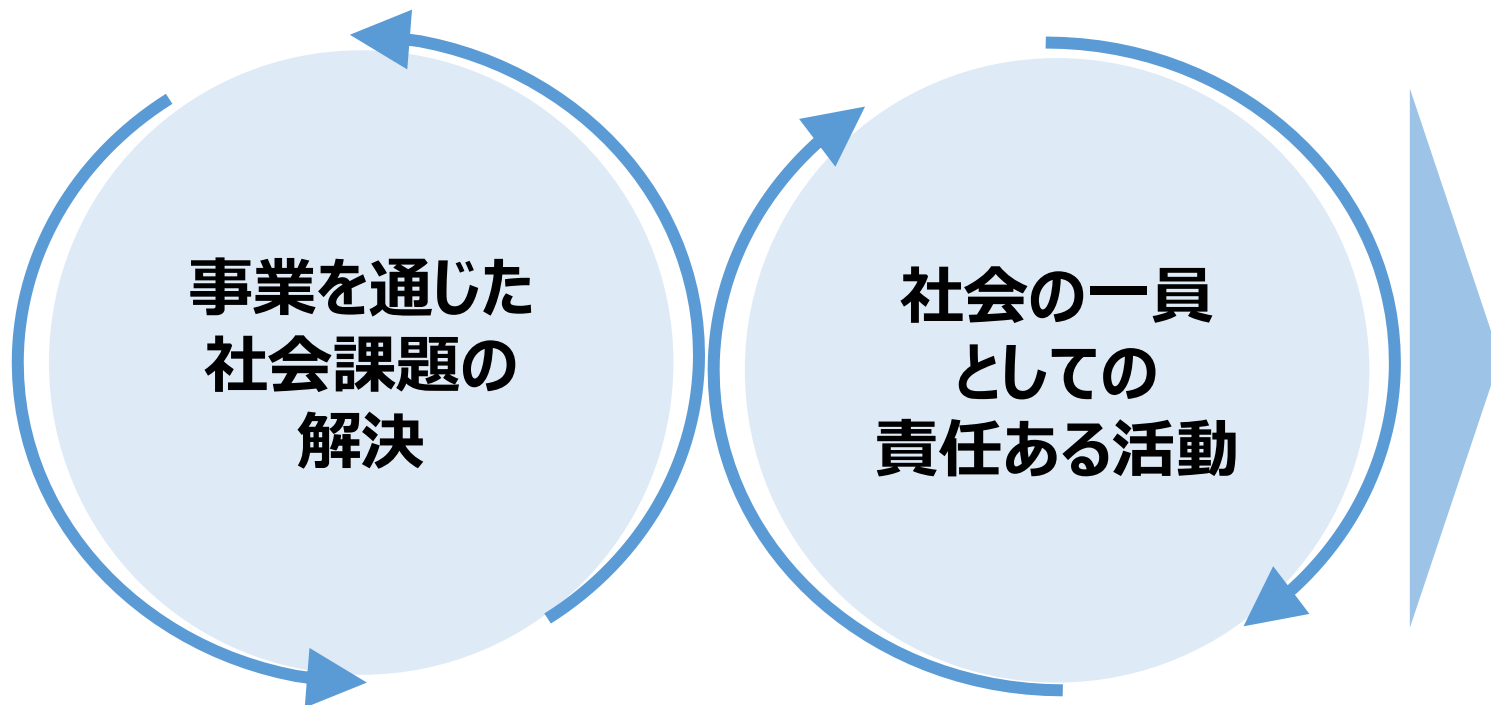 事業を通じた
社会課題の
解決
社会の一員
としての
責任ある活動